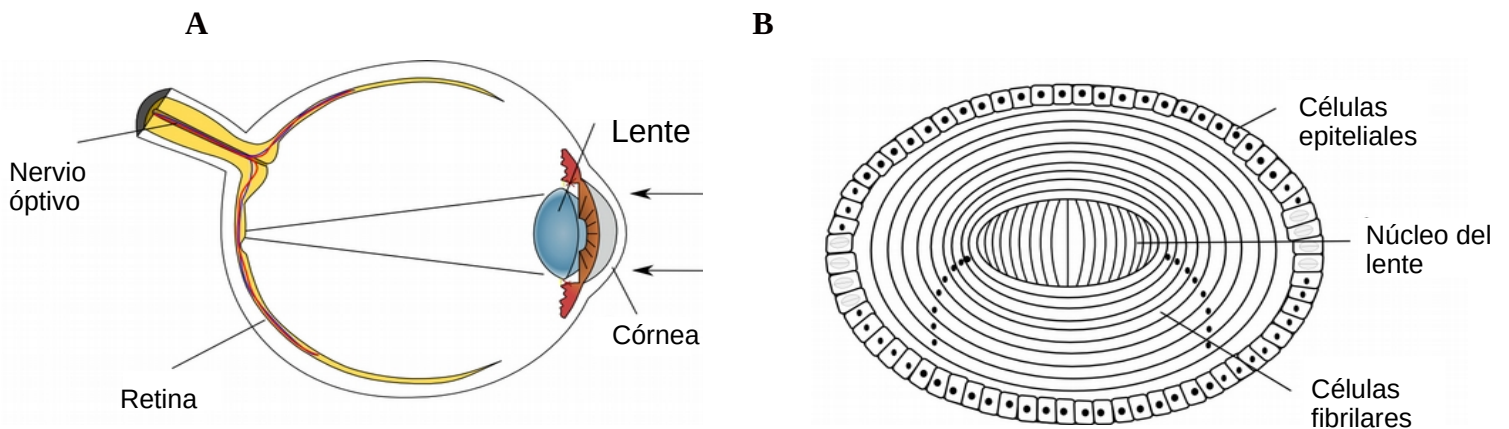 A
B
Nervio
óptivo
Lente
Córnea
Retina
Células
epiteliales
Núcleo del
lente
Células
fibrilares